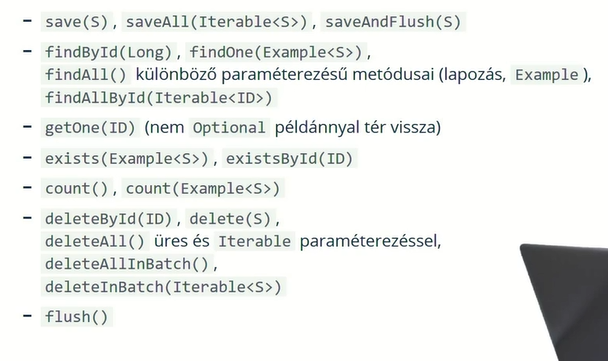 – save(S), saveAll(Iterable<S>), saveAndFlush(S)
– findById(Long), findOne(Example<S>),
findAll() különböző paraméterezésű metódusai (lapozás, Example),
findAllById(Iterable<ID>)
– getOne(ID) (nem Optional példánnyal tér vissza)
– exists(Example<S>), existsById(ID)
– count(), count(Example<S>)
– deleteById(ID), delete(S),
deleteAll() üres és Iterable paraméterezéssel,
deleteAllInBatch(),
deleteInBatch(Iterable<S>)
– flush()